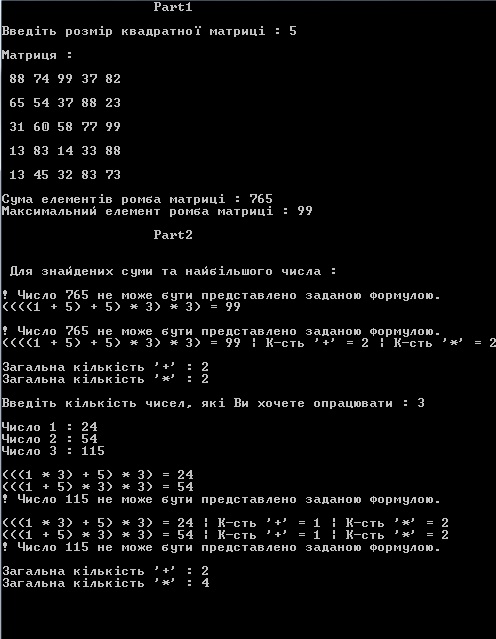 Part1
Введіть розмір квадратної матриці : 5
Матриця :
88 74 99 37 82
65 54 37 88 23
31 60 58 77 99
13 83 14 33 88
13 45 32 83 73
Сума елементів ромба матриці : 765
Максимальний елемент ромба матриці : 99
Part2
Для знайдених суми та найбільшого числа :
! Число 765 не може бути представлено заданою формулою.
((((1 + 5) + 5) * 3) * 3) = 99
! Число 765 не може бути представлено заданою формулою.
((((1 + 5) + 5) * 3) * 3) = 99 ¦ К-сть '+' = 2 ¦ К-сть '*' = 2
Загальна кількість '+' : 2
Загальна кількість '*' : 2
Введіть кількість чисел, які Ви хочете опрацювати : 3
Число 1 : 24
Число 2 : 54
Число 3 : 115
(((1 * 3) + 5) * 3) = 24
(((1 + 5) * 3) * 3) = 54
! Число 115 не може бути представлено заданою формулою.
(((1 * 3) + 5) * 3) = 24 ¦ К-сть '+' = 1 ¦ К-сть '*' = 2
(((1 + 5) * 3) * 3) = 54 ¦ К-сть '+' = 1 ¦ К-сть '*' = 2
! Число 115 не може бути представлено заданою формулою.
Загальна кількість '+' : 2
Загальна кількість '*' : 4